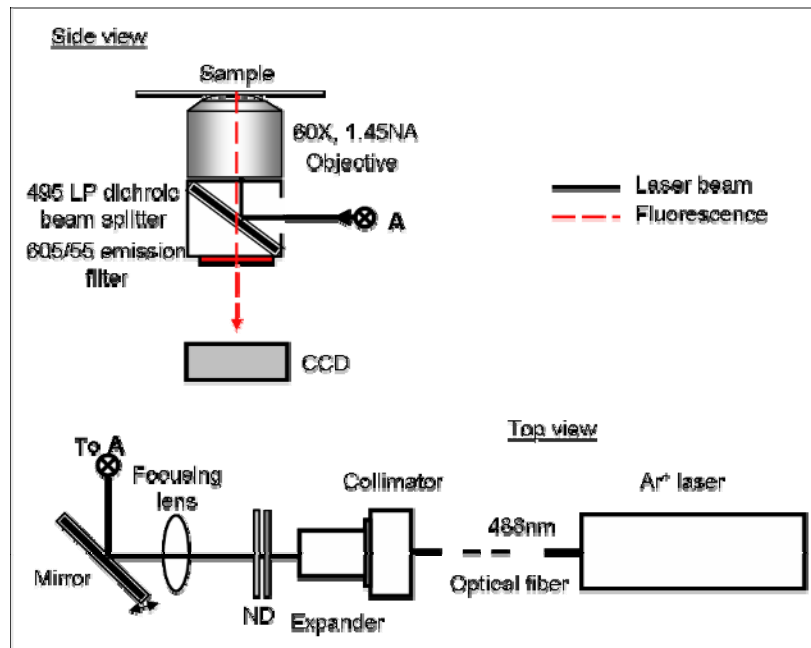 Side view
Sample
60X, 1.45NA
Objective
495 LP dichroic
beam splitter
605/55 emission
filter
A
Laser beam
Fluorescence
CCD
Top view
To A
Focusing
lens
Collimator
Ar⁺ laser
488nm
Optical fiber
Mirror
ND
Expander